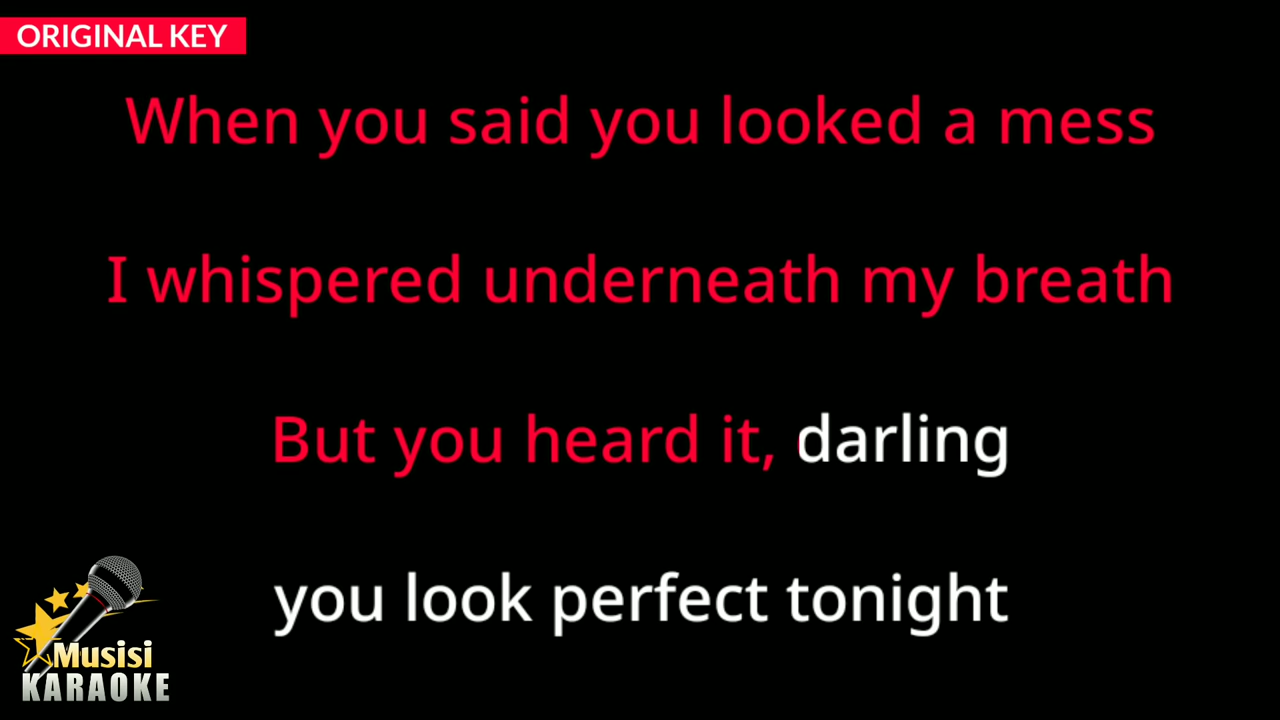 ORIGINAL KEY
When you said you looked a mess
I whispered underneath my breath
But you heard it, darling
you look perfect tonight
Musisi
KARAOKE